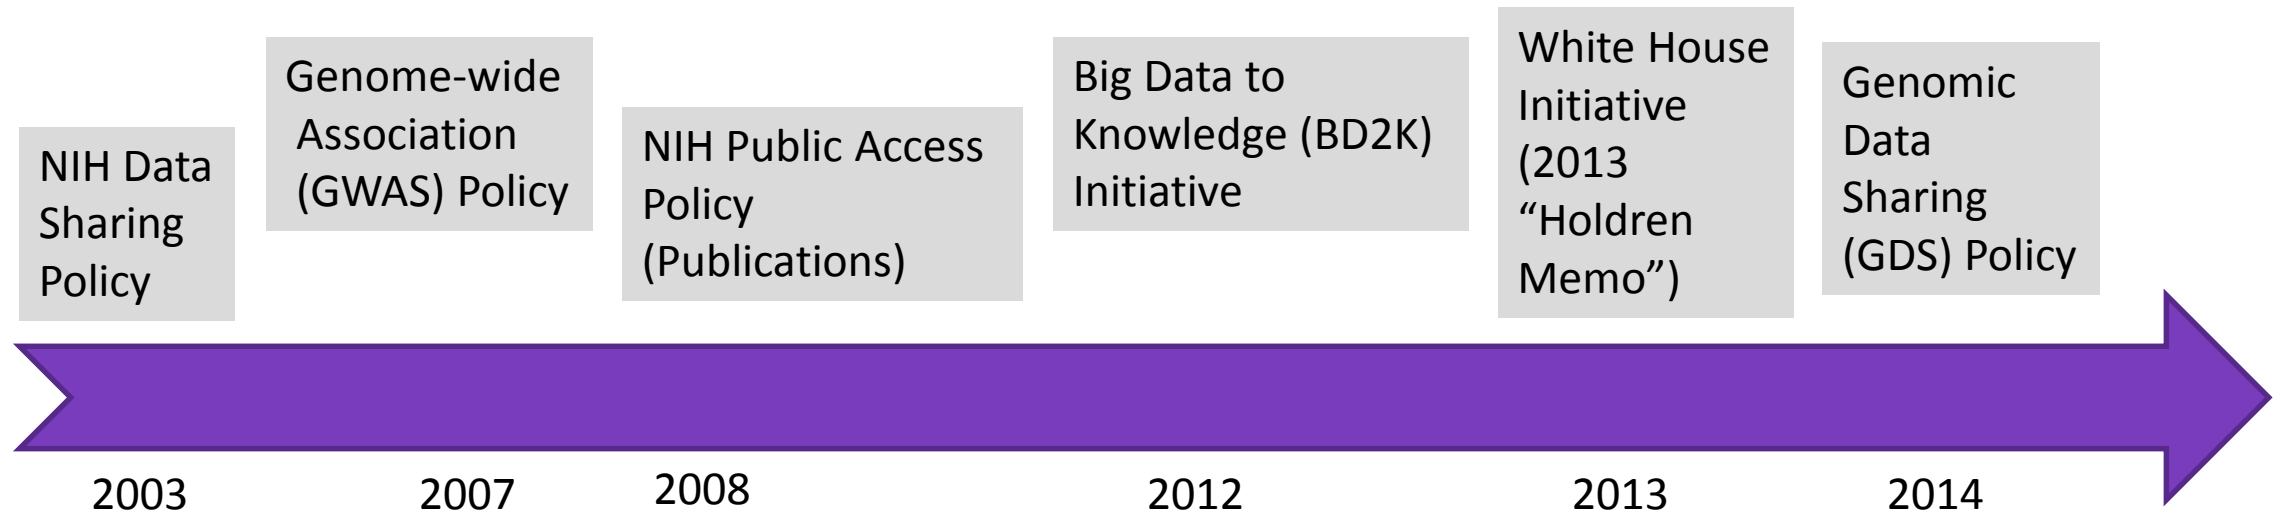 NIH Data
Sharing
Policy
Genome-wide
Association
(GWAS) Policy
NIH Public Access
Policy
(Publications)
Big Data to
Knowledge (BD2K)
Initiative
White House
Initiative
(2013
“Holdren
Memo”)
Genomic
Data
Sharing
(GDS) Policy
2003
2007
2008
2012
2013
2014